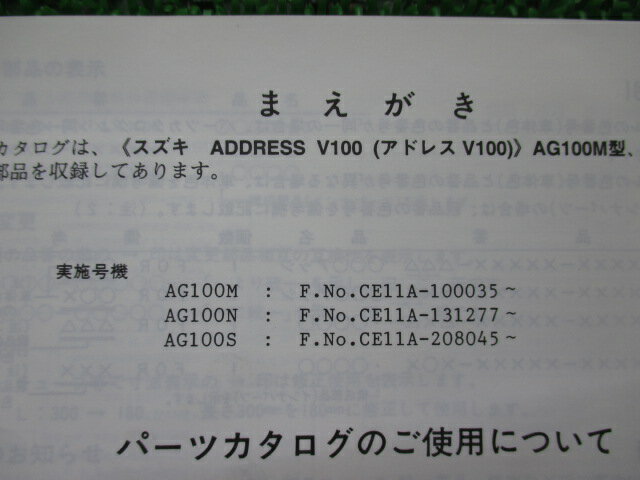 まえがき
カタログは、《スズキ ADDRESS V100 (アドレスV100)》AG100M型、
部品を収録してあります。
実施号機
AG100M : F.No.CE11A-100035~
AG100N : F.No.CE11A-131277~
AG100S : F.No.CE11A-208045~
パーツカタログのご使用について